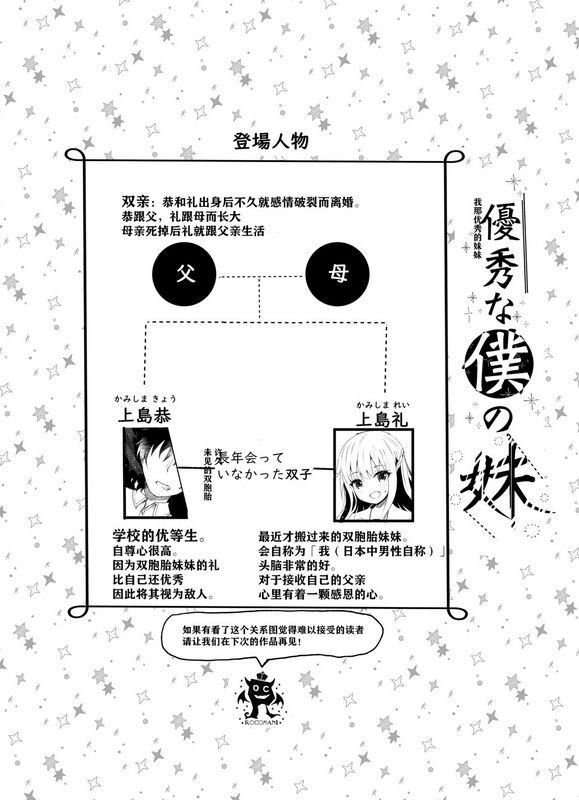 登場人物
双亲：恭和礼出身后不久就感情破裂而离婚。
恭跟父，礼跟母而长大
母亲死掉后礼就跟父亲生活
父
母
かみしま きょう
上島恭
かみしま れい
上島礼
長年会って
いなかった双子
许久
未见的双胞胎
学校的优等生。
自尊心很高。
因为双胞胎妹妹的礼
比自己还优秀
因此将其视为敌人。
最近才搬过来的双胞胎妹妹。
会自称为「我（日本中男性自称）」
头脑非常的好。
对于接收自己的父亲
心里有着一颗感恩的心。
優秀な僕の妹
我那优秀的妹妹
如果有看了这个关系图觉得难以接受的读者
请让我们在下次的作品再见！
ROCOMANI